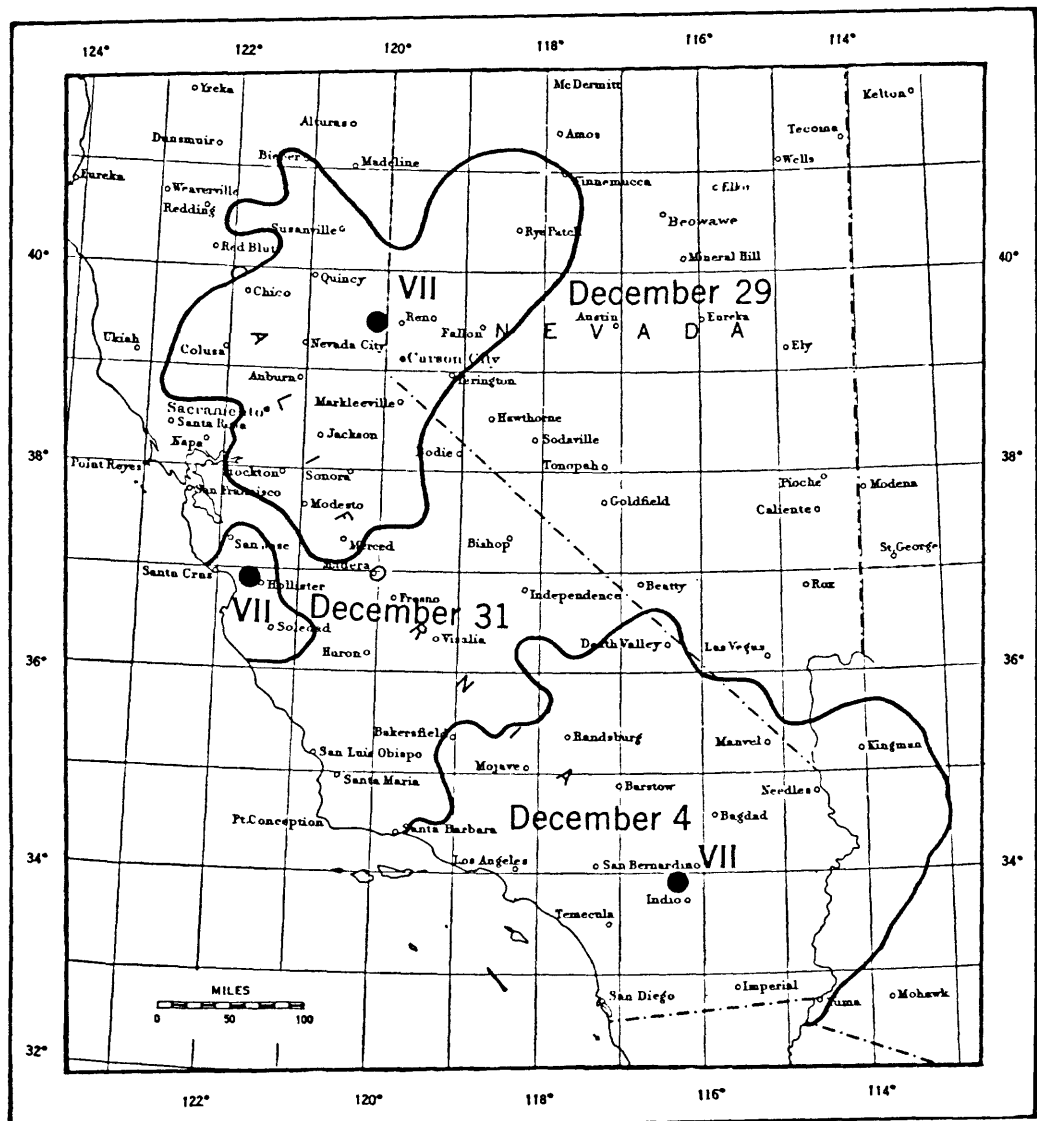 124° 122° 120° 118° 116° 114°
Yreka
McDermitt
Kelton
Alturas
Amos
Tecoma
Dunsmuir
Bieber
Madeline
Wells
Eureka
Weaverville
Elko
Redding
Beowawe
Susanville
Rye Patch
Red Bluf
40°
Mineral Hill
40°
Quincy
Chico
VII
December 29
Reno
Austin
Eureka
Fallon
N E V A D A
Ukiah
Colusa
Nevada City
Carson City
Ely
Auburn
Yerington
Sacramento
Markleeville
Santa Rosa
Hawthorne
Napa
Jackson
Sodaville
38°
Point Reyes
Stockton
Sonora
Bodie
Tonopah
38°
Pioche
Modena
San Francisco
Modesto
Goldfield
Caliente
San Jose
Merced
Bishop
St. George
Santa Cruz
Madera
Hollister
Beatty
Rox
VII
December 31
Fresno
Independence
Soledad
Visalia
36°
Huron
Death Valley
Las Vegas
36°
Bakersfield
Randsburg
Manvel
Kingman
San Luis Obispo
Santa Maria
Mojave
Barstow
Needles
Pt. Conception
Santa Barbara
December 4
Bagdad
34°
Los Angeles
San Bernardino
VII
34°
Indio
Temecula
MILES
0 50 100
San Diego
Imperial
Yuma
Mohawk
32°
32°
122° 120° 118° 116° 114°